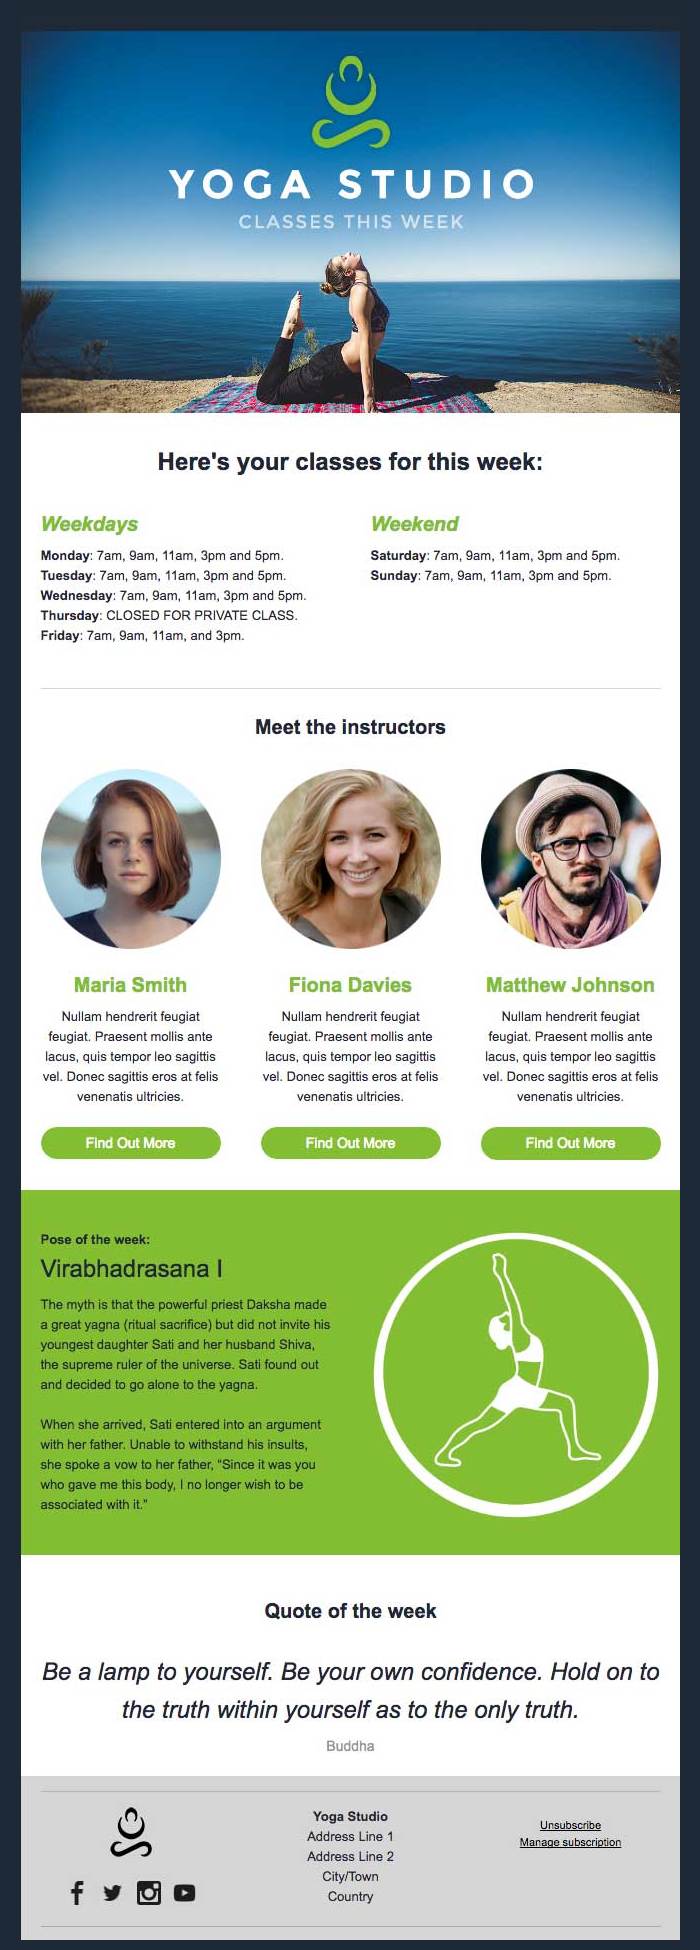 YOGA STUDIO
CLASSES THIS WEEK
Here's your classes for this week:
Weekdays
Monday: 7am, 9am, 11am, 3pm and 5pm.
Tuesday: 7am, 9am, 11am, 3pm and 5pm.
Wednesday: 7am, 9am, 11am, 3pm and 5pm.
Thursday: CLOSED FOR PRIVATE CLASS.
Friday: 7am, 9am, 11am, and 3pm.
Weekend
Saturday: 7am, 9am, 11am, 3pm and 5pm.
Sunday: 7am, 9am, 11am, 3pm and 5pm.
Meet the instructors
Maria Smith
Nullam hendrerit feugiat
feugiat. Praesent mollis ante
lacus, quis tempor leo sagittis
vel. Donec sagittis eros at felis
venenatis ultricies.
Find Out More
Fiona Davies
Nullam hendrerit feugiat
feugiat. Praesent mollis ante
lacus, quis tempor leo sagittis
vel. Donec sagittis eros at felis
venenatis ultricies.
Find Out More
Matthew Johnson
Nullam hendrerit feugiat
feugiat. Praesent mollis ante
lacus, quis tempor leo sagittis
vel. Donec sagittis eros at felis
venenatis ultricies.
Find Out More
Pose of the week:
Virabhadrasana I
The myth is that the powerful priest Daksha made
a great yagna (ritual sacrifice) but did not invite his
youngest daughter Sati and her husband Shiva,
the supreme ruler of the universe. Sati found out
and decided to go alone to the yagna.
When she arrived, Sati entered into an argument
with her father. Unable to withstand his insults,
she spoke a vow to her father, “Since it was you
who gave me this body, I no longer wish to be
associated with it.”
Quote of the week
Be a lamp to yourself. Be your own confidence. Hold on to
the truth within yourself as to the only truth.
Buddha
Yoga Studio
Address Line 1
Address Line 2
City/Town
Country
Unsubscribe
Manage subscription